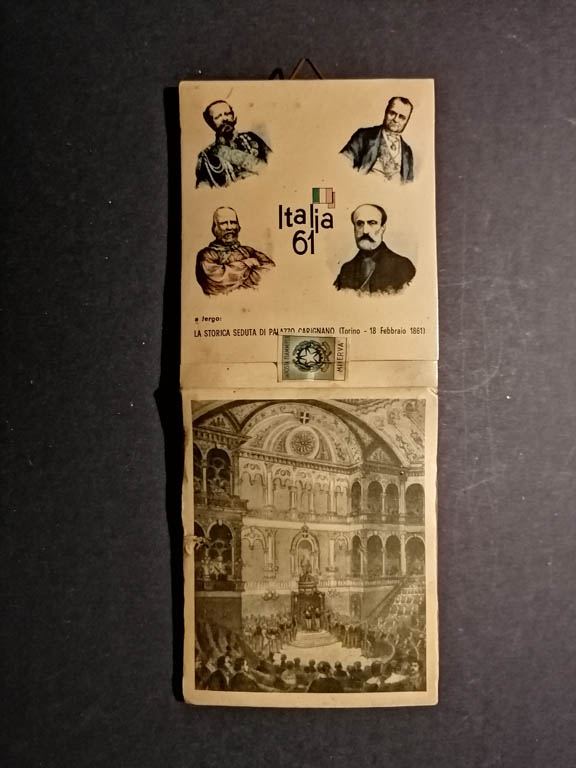 Italia
61
a tergo:
LA STORICA SEDUTA DI PALAZZO CARIGNANO (Torino - 18 Febbraio 1861)
MINERVA